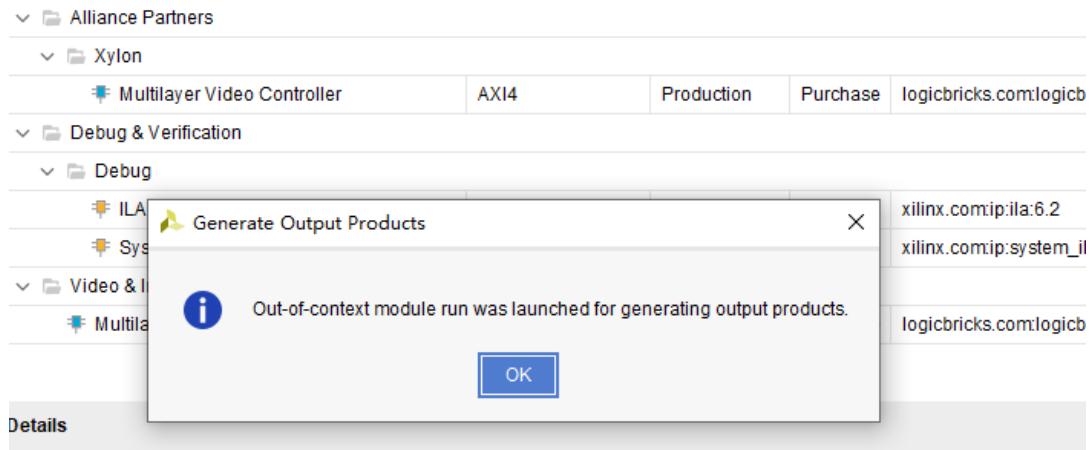 Alliance Partners
Xylon
Multilayer Video Controller AXI4 Production Purchase logicbricks.com:logicb
Debug & Verification
Debug
ILA xilinx.com:ip:ila:6.2
Generate Output Products
Sys xilinx.com:ip:system_il
Video & I
Out-of-context module run was launched for generating output products.
Multila logicbricks.com:logicb
OK
Details